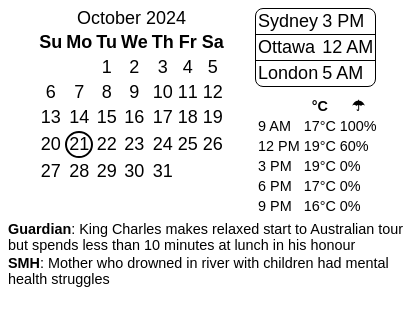 October 2024
Su Mo Tu We Th Fr Sa
1 2 3 4 5
6 7 8 9 10 11 12
13 14 15 16 17 18 19
20 21 22 23 24 25 26
27 28 29 30 31
Sydney 3 PM
Ottawa 12 AM
London 5 AM
°C ☂
9 AM 17°C 100%
12 PM 19°C 60%
3 PM 19°C 0%
6 PM 17°C 0%
9 PM 16°C 0%
Guardian: King Charles makes relaxed start to Australian tour
but spends less than 10 minutes at lunch in his honour
SMH: Mother who drowned in river with children had mental
health struggles